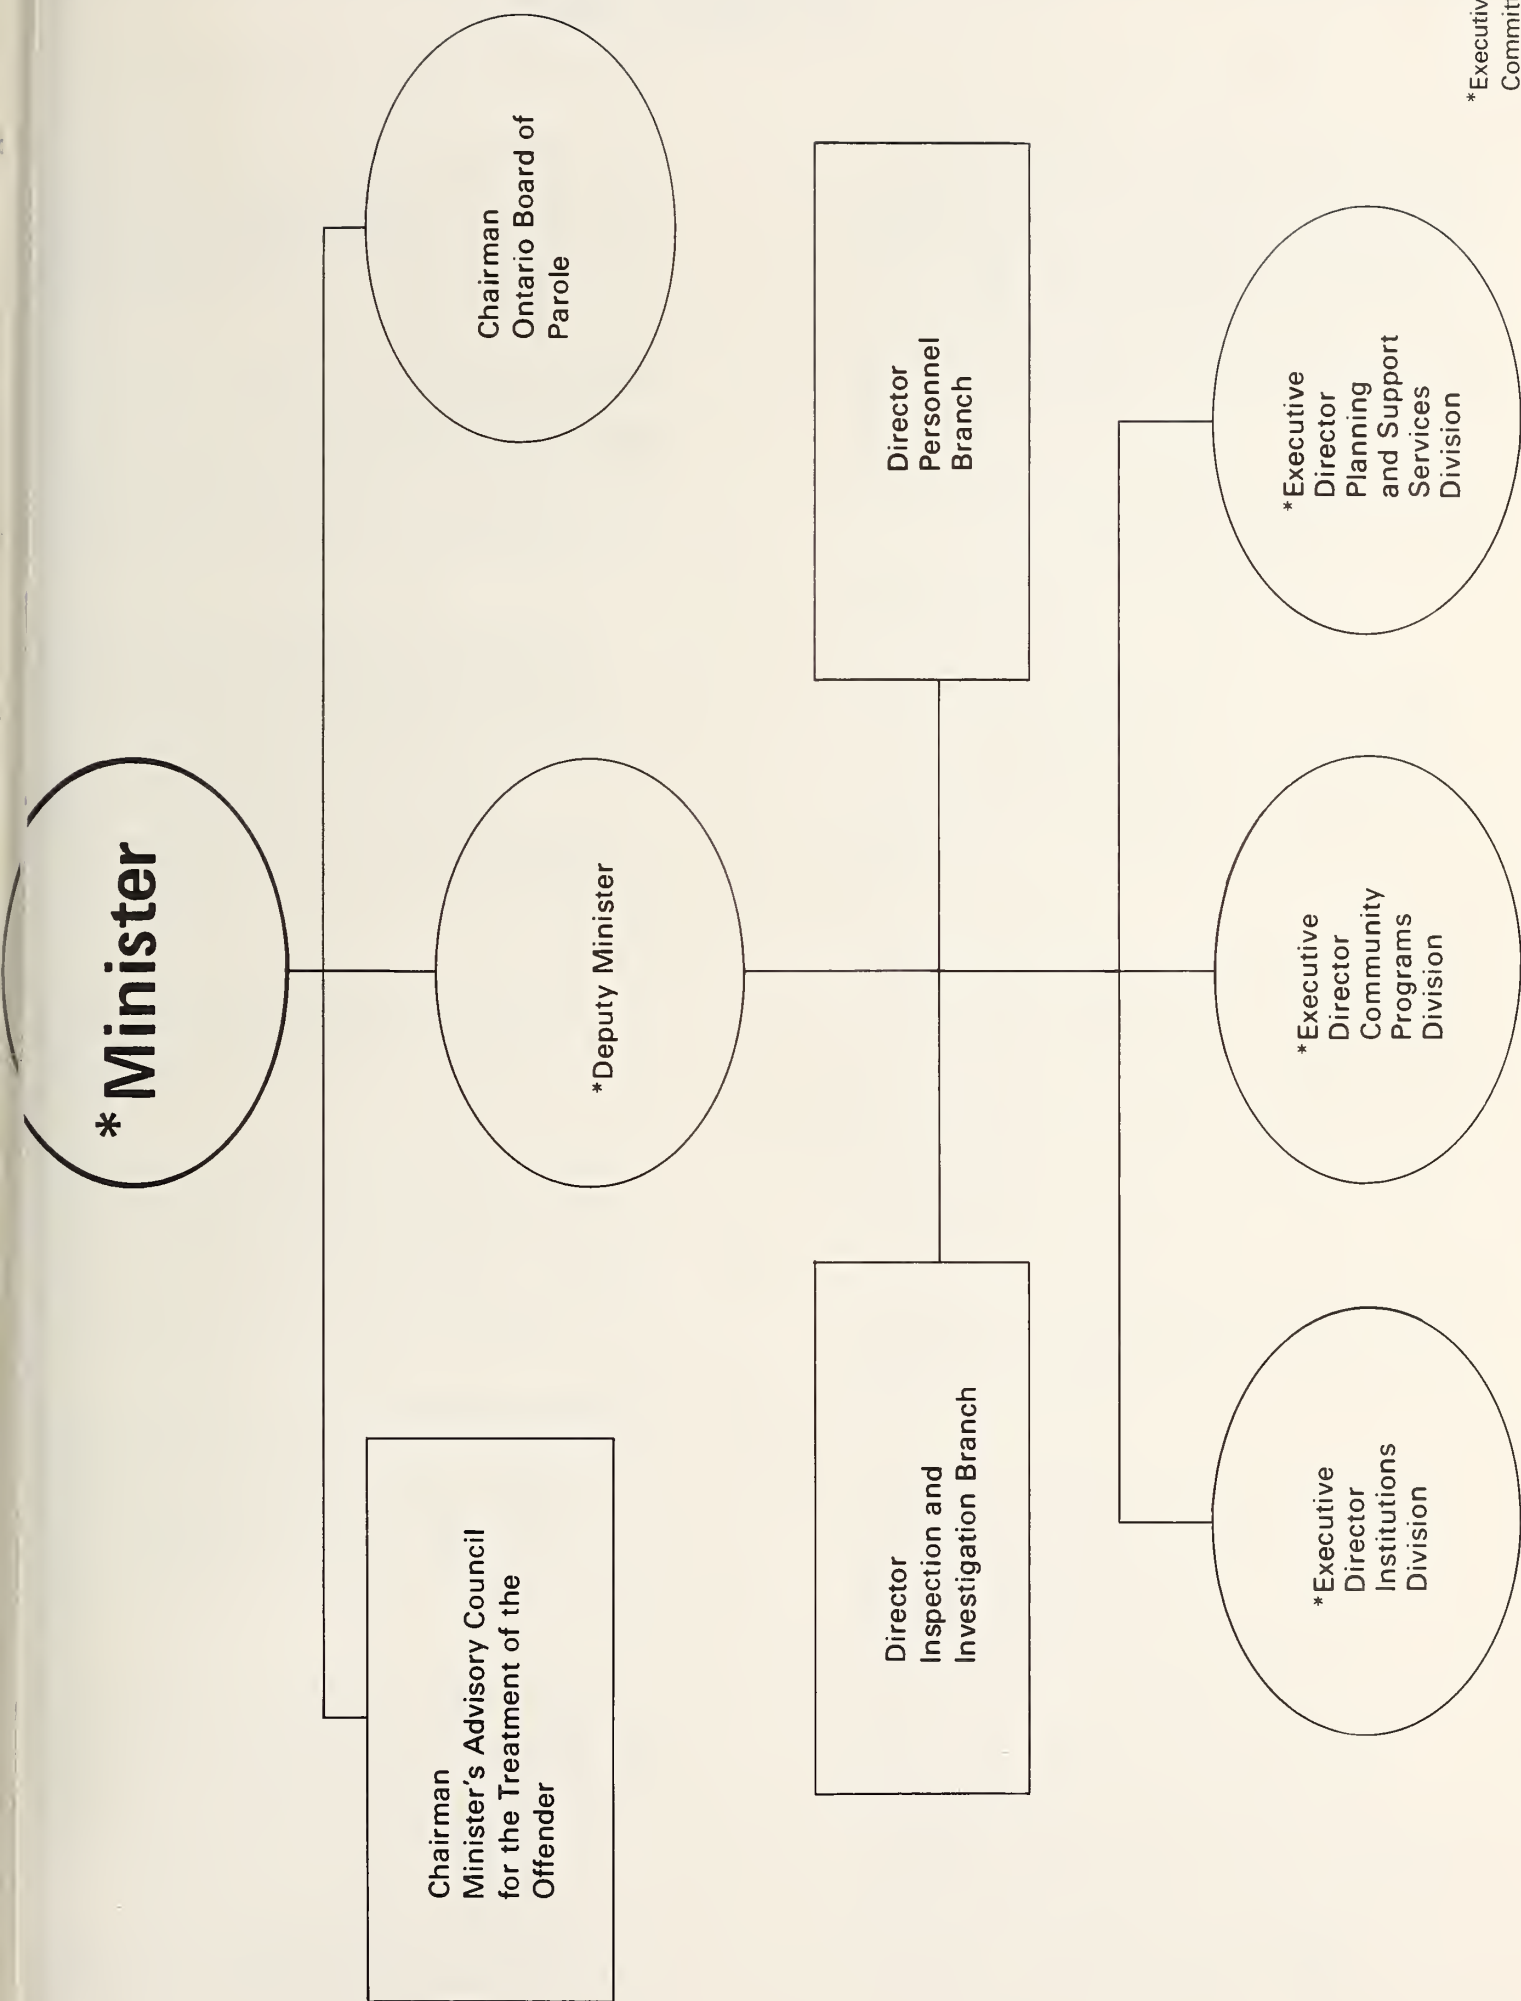 *Minister
Chairman
Minister's Advisory Council
for the Treatment of the
Offender
*Deputy Minister
Chairman
Ontario Board of
Parole
Director
Inspection and
Investigation Branch
Director
Personnel
Branch
*Executive
Director
Institutions
Division
*Executive
Director
Community
Programs
Division
*Executive
Director
Planning
and Support
Services
Division